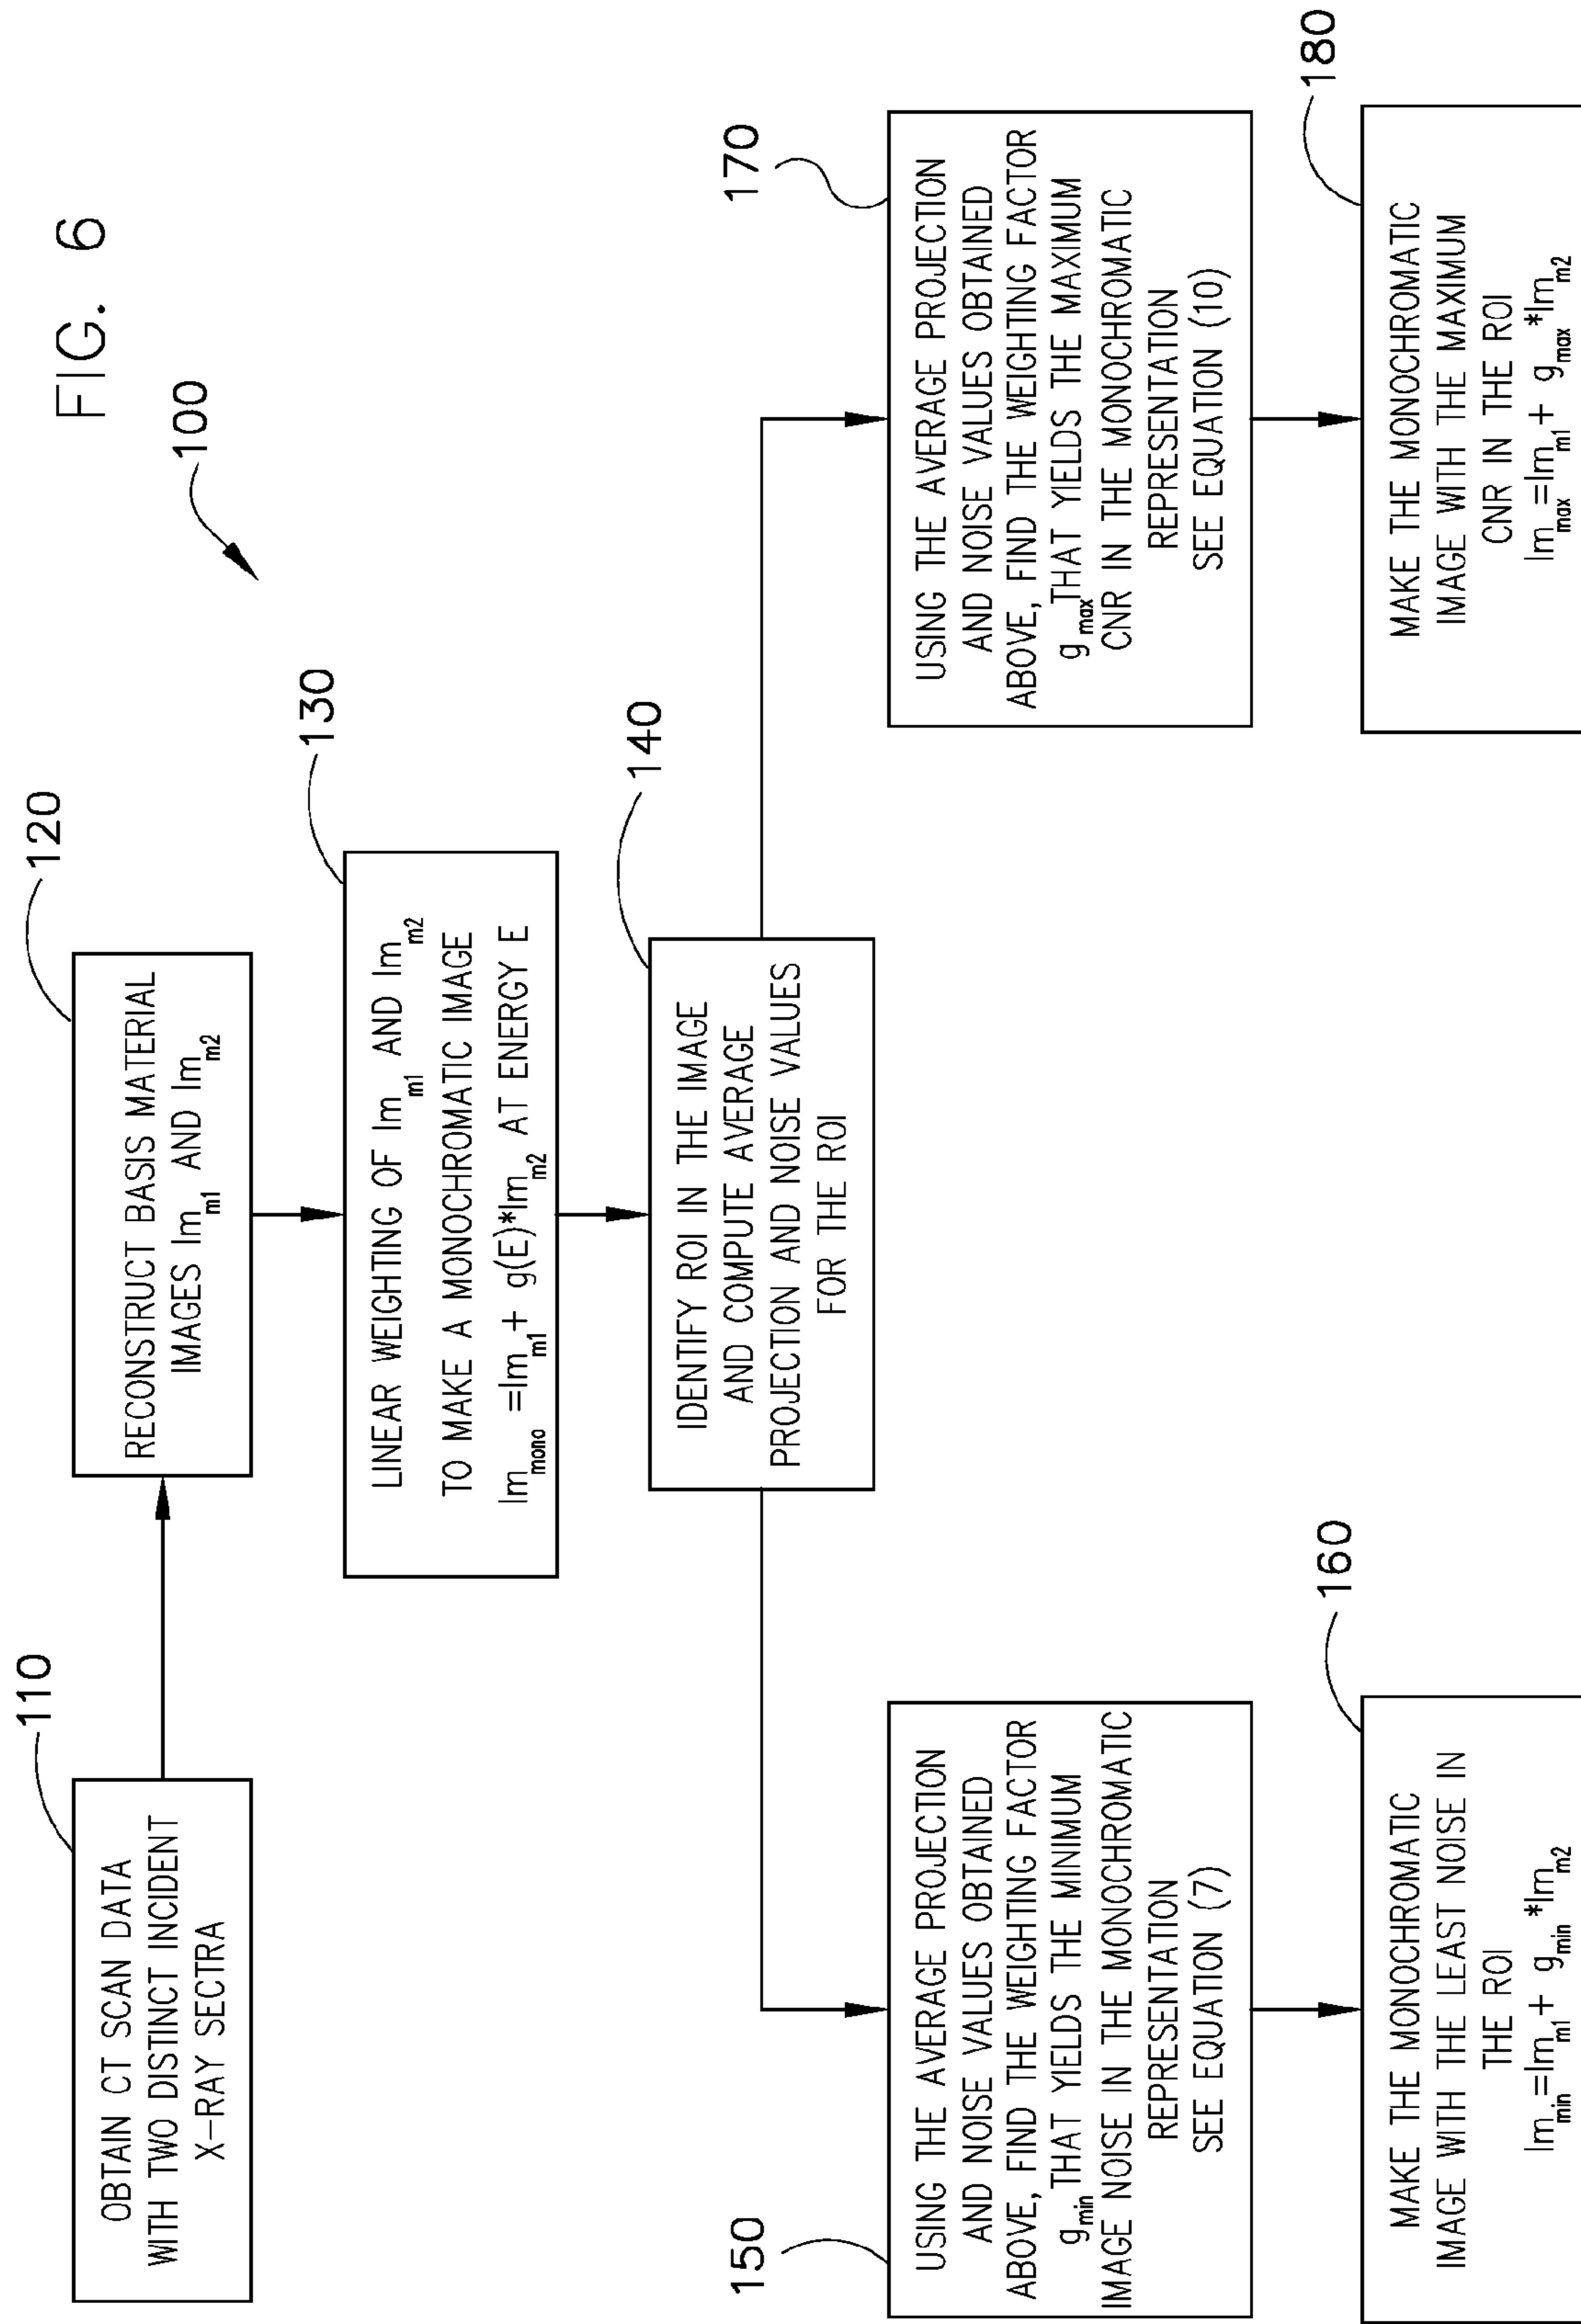 FIG. 6
100
110
OBTAIN CT SCAN DATA
WITH TWO DISTINCT INCIDENT
X-RAY SECTRA
120
RECONSTRUCT BASIS MATERIAL
IMAGES Im_m1 AND Im_m2
130
LINEAR WEIGHTING OF Im_m1 AND Im_m2
TO MAKE A MONOCHROMATIC IMAGE
Im_mono =Im_m1+ g(E)*Im_m2 AT ENERGY E
140
IDENTIFY ROI IN THE IMAGE
AND COMPUTE AVERAGE
PROJECTION AND NOISE VALUES
FOR THE ROI
150
USING THE AVERAGE PROJECTION
AND NOISE VALUES OBTAINED
ABOVE, FIND THE WEIGHTING FACTOR
g_min THAT YIELDS THE MINIMUM
IMAGE NOISE IN THE MONOCHROMATIC
REPRESENTATION
SEE EQUATION (7)
160
MAKE THE MONOCHROMATIC
IMAGE WITH THE LEAST NOISE IN
THE ROI
Im_min =Im_m1 + g_min *Im_m2
170
USING THE AVERAGE PROJECTION
AND NOISE VALUES OBTAINED
ABOVE, FIND THE WEIGHTING FACTOR
g_max THAT YIELDS THE MAXIMUM
CNR IN THE MONOCHROMATIC
REPRESENTATION
SEE EQUATION (10)
180
MAKE THE MONOCHROMATIC
IMAGE WITH THE MAXIMUM
CNR IN THE ROI
Im_max =Im_m1 + g_max *Im_m2